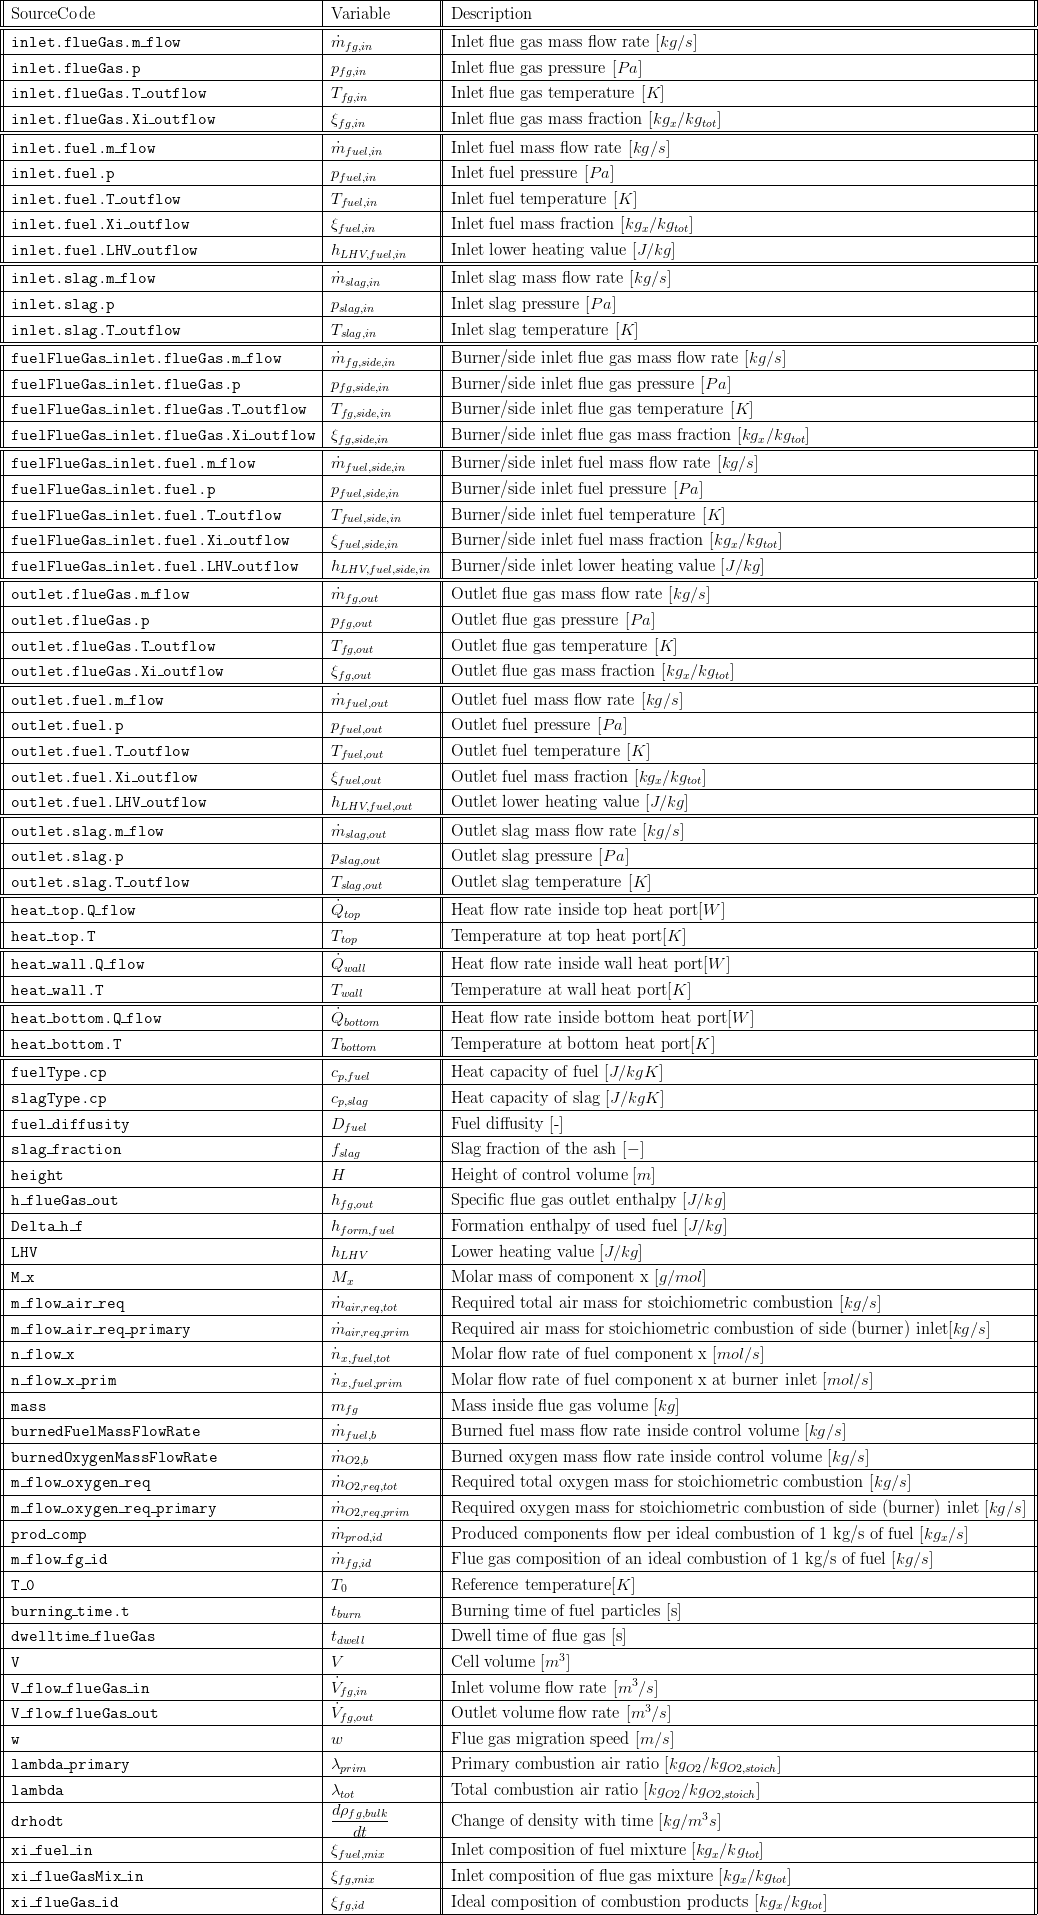 SourceCode Variable Description
inlet.flueGas.m_flow ṁ_{fg,in} Inlet flue gas mass flow rate [kg/s]
inlet.flueGas.p p_{fg,in} Inlet flue gas pressure [Pa]
inlet.flueGas.T_outflow T_{fg,in} Inlet flue gas temperature [K]
inlet.flueGas.Xi_outflow ξ_{fg,in} Inlet flue gas mass fraction [kg_x/kg_{tot}]
inlet.fuel.m_flow ṁ_{fuel,in} Inlet fuel mass flow rate [kg/s]
inlet.fuel.p p_{fuel,in} Inlet fuel pressure [Pa]
inlet.fuel.T_outflow T_{fuel,in} Inlet fuel temperature [K]
inlet.fuel.Xi_outflow ξ_{fuel,in} Inlet fuel mass fraction [kg_x/kg_{tot}]
inlet.fuel.LHV_outflow h_{LHV,fuel,in} Inlet lower heating value [J/kg]
inlet.slag.m_flow ṁ_{slag,in} Inlet slag mass flow rate [kg/s]
inlet.slag.p p_{slag,in} Inlet slag pressure [Pa]
inlet.slag.T_outflow T_{slag,in} Inlet slag temperature [K]
fuelFlueGas_inlet.flueGas.m_flow ṁ_{fg,side,in} Burner/side inlet flue gas mass flow rate [kg/s]
fuelFlueGas_inlet.flueGas.p p_{fg,side,in} Burner/side inlet flue gas pressure [Pa]
fuelFlueGas_inlet.flueGas.T_outflow T_{fg,side,in} Burner/side inlet flue gas temperature [K]
fuelFlueGas_inlet.flueGas.Xi_outflow ξ_{fg,side,in} Burner/side inlet flue gas mass fraction [kg_x/kg_{tot}]
fuelFlueGas_inlet.fuel.m_flow ṁ_{fuel,side,in} Burner/side inlet fuel mass flow rate [kg/s]
fuelFlueGas_inlet.fuel.p p_{fuel,side,in} Burner/side inlet fuel pressure [Pa]
fuelFlueGas_inlet.fuel.T_outflow T_{fuel,side,in} Burner/side inlet fuel temperature [K]
fuelFlueGas_inlet.fuel.Xi_outflow ξ_{fuel,side,in} Burner/side inlet fuel mass fraction [kg_x/kg_{tot}]
fuelFlueGas_inlet.fuel.LHV_outflow h_{LHV,fuel,side,in} Burner/side inlet lower heating value [J/kg]
outlet.flueGas.m_flow ṁ_{fg,out} Outlet flue gas mass flow rate [kg/s]
outlet.flueGas.p p_{fg,out} Outlet flue gas pressure [Pa]
outlet.flueGas.T_outflow T_{fg,out} Outlet flue gas temperature [K]
outlet.flueGas.Xi_outflow ξ_{fg,out} Outlet flue gas mass fraction [kg_x/kg_{tot}]
outlet.fuel.m_flow ṁ_{fuel,out} Outlet fuel mass flow rate [kg/s]
outlet.fuel.p p_{fuel,out} Outlet fuel pressure [Pa]
outlet.fuel.T_outflow T_{fuel,out} Outlet fuel temperature [K]
outlet.fuel.Xi_outflow ξ_{fuel,out} Outlet fuel mass fraction [kg_x/kg_{tot}]
outlet.fuel.LHV_outflow h_{LHV,fuel,out} Outlet lower heating value [J/kg]
outlet.slag.m_flow ṁ_{slag,out} Outlet slag mass flow rate [kg/s]
outlet.slag.p p_{slag,out} Outlet slag pressure [Pa]
outlet.slag.T_outflow T_{slag,out} Outlet slag temperature [K]
heat_top.Q_flow Q̇_{top} Heat flow rate inside top heat port[W]
heat_top.T T_{top} Temperature at top heat port[K]
heat_wall.Q_flow Q̇_{wall} Heat flow rate inside wall heat port[W]
heat_wall.T T_{wall} Temperature at wall heat port[K]
heat_bottom.Q_flow Q̇_{bottom} Heat flow rate inside bottom heat port[W]
heat_bottom.T T_{bottom} Temperature at bottom heat port[K]
fuelType.cp c_{p,fuel} Heat capacity of fuel [J/kgK]
slagType.cp c_{p,slag} Heat capacity of slag [J/kgK]
fuel_diffusity D_{fuel} Fuel diffusity [-]
slag_fraction f_{slag} Slag fraction of the ash [−]
height H Height of control volume [m]
h_flueGas_out h_{fg,out} Specific flue gas outlet enthalpy [J/kg]
Delta_h_f h_{form,fuel} Formation enthalpy of used fuel [J/kg]
LHV h_{LHV} Lower heating value [J/kg]
M_x M_x Molar mass of component x [g/mol]
m_flow_air_req ṁ_{air,req,tot} Required total air mass for stoichiometric combustion [kg/s]
m_flow_air_req_primary ṁ_{air,req,prim} Required air mass for stoichiometric combustion of side (burner) inlet[kg/s]
n_flow_x ṅ_{x,fuel,tot} Molar flow rate of fuel component x [mol/s]
n_flow_x_prim ṅ_{x,fuel,prim} Molar flow rate of fuel component x at burner inlet [mol/s]
mass m_{fg} Mass inside flue gas volume [kg]
burnedFuelMassFlowRate ṁ_{fuel,b} Burned fuel mass flow rate inside control volume [kg/s]
burnedOxygenMassFlowRate ṁ_{O2,b} Burned oxygen mass flow rate inside control volume [kg/s]
m_flow_oxygen_req ṁ_{O2,req,tot} Required total oxygen mass for stoichiometric combustion [kg/s]
m_flow_oxygen_req_primary ṁ_{O2,req,prim} Required oxygen mass for stoichiometric combustion of side (burner) inlet [kg/s]
prod_comp ṁ_{prod,id} Produced components flow per ideal combustion of 1 kg/s of fuel [kg_x/s]
m_flow_fg_id ṁ_{fg,id} Flue gas composition of an ideal combustion of 1 kg/s of fuel [kg/s]
T_0 T_0 Reference temperature[K]
burning_time.t t_{burn} Burning time of fuel particles [s]
dwelltime_flueGas t_{dwell} Dwell time of flue gas [s]
V V Cell volume [m^3]
V_flow_flueGas_in V̇_{fg,in} Inlet volume flow rate [m^3/s]
V_flow_flueGas_out V̇_{fg,out} Outlet volume flow rate [m^3/s]
w w Flue gas migration speed [m/s]
lambda_primary λ_{prim} Primary combustion air ratio [kg_{O2}/kg_{O2,stoich}]
lambda λ_{tot} Total combustion air ratio [kg_{O2}/kg_{O2,stoich}]
drhodt dρ_{fg,bulk}/dt Change of density with time [kg/m^3s]
xi_fuel_in ξ_{fuel,mix} Inlet composition of fuel mixture [kg_x/kg_{tot}]
xi_flueGasMix_in ξ_{fg,mix} Inlet composition of flue gas mixture [kg_x/kg_{tot}]
xi_flueGas_id ξ_{fg,id} Ideal composition of combustion products [kg_x/kg_{tot}]